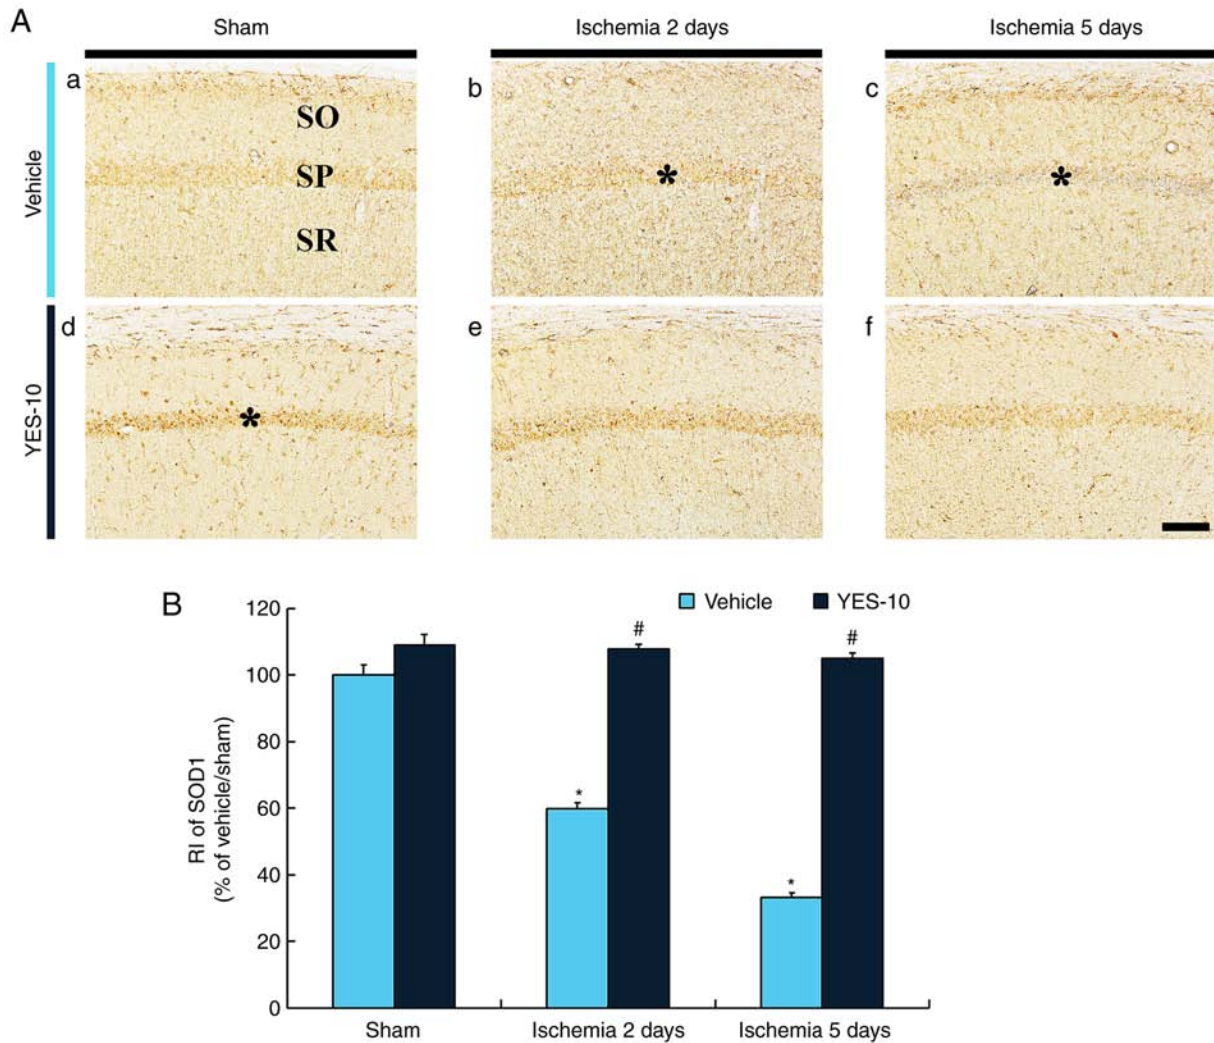 A
Sham
Ischemia 2 days
Ischemia 5 days
Vehicle
a
SO
SP
SR
b
*
c
*
YES-10
d
*
e
f
B
Vehicle
YES-10
RI of SOD1
(% of vehicle/sham)
120
100
80
60
40
20
0
*
#
*
#
Sham
Ischemia 2 days
Ischemia 5 days